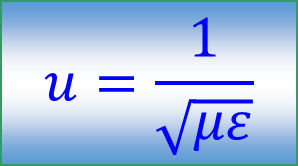 u = 1/√με